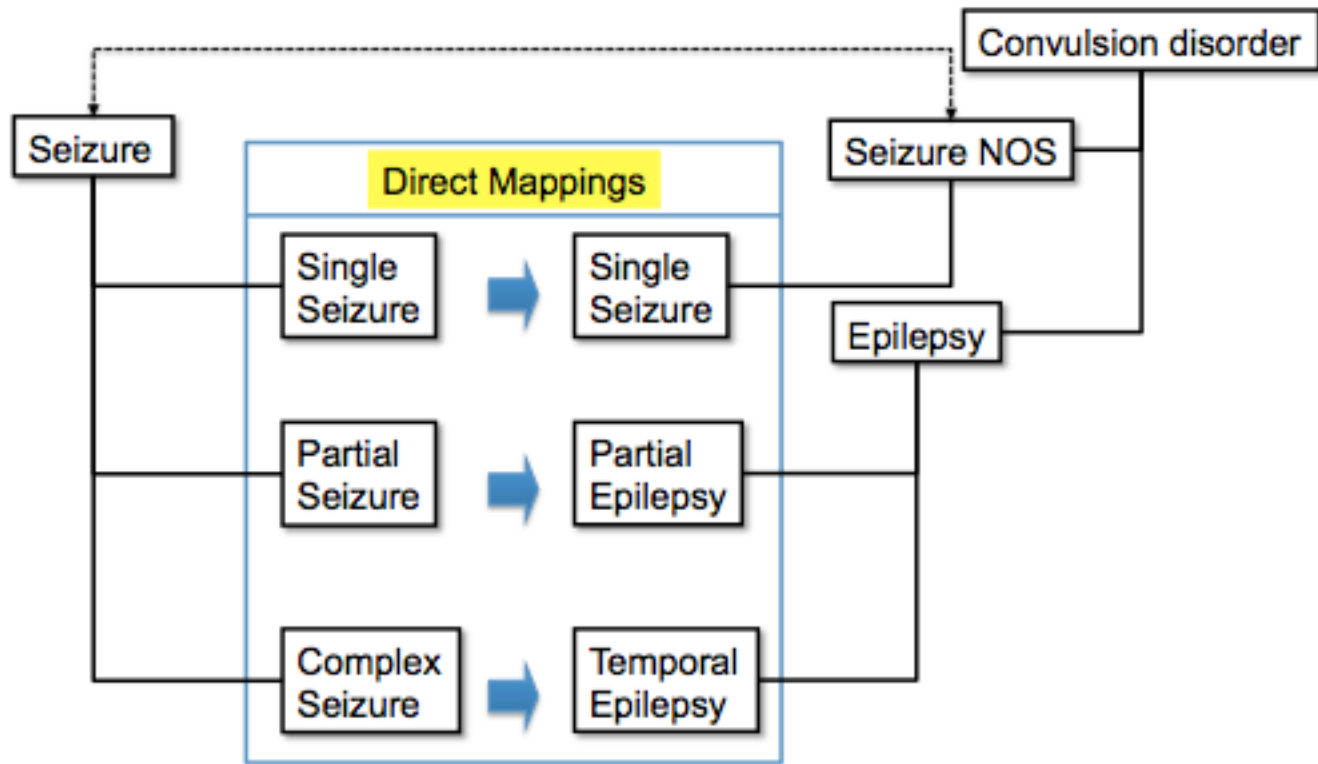 Convulsion disorder
Seizure
Seizure NOS
Direct Mappings
Single
Seizure
Single
Seizure
Epilepsy
Partial
Seizure
Partial
Epilepsy
Complex
Seizure
Temporal
Epilepsy